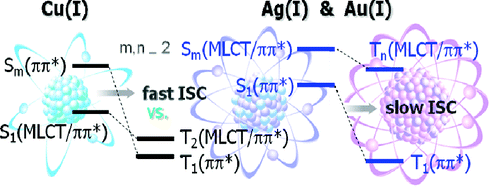 Cu(I)
Ag(I) & Au(I)
m,n _ 2
Sm(MLCT/ππ*)
Tn(MLCT/ππ*)
Sm(ππ*)
S1(ππ*)
fast ISC
vs.
slow ISC
S1(MLCT/ππ*)
T2(MLCT/ππ*)
T1(ππ*)
T1(ππ*)